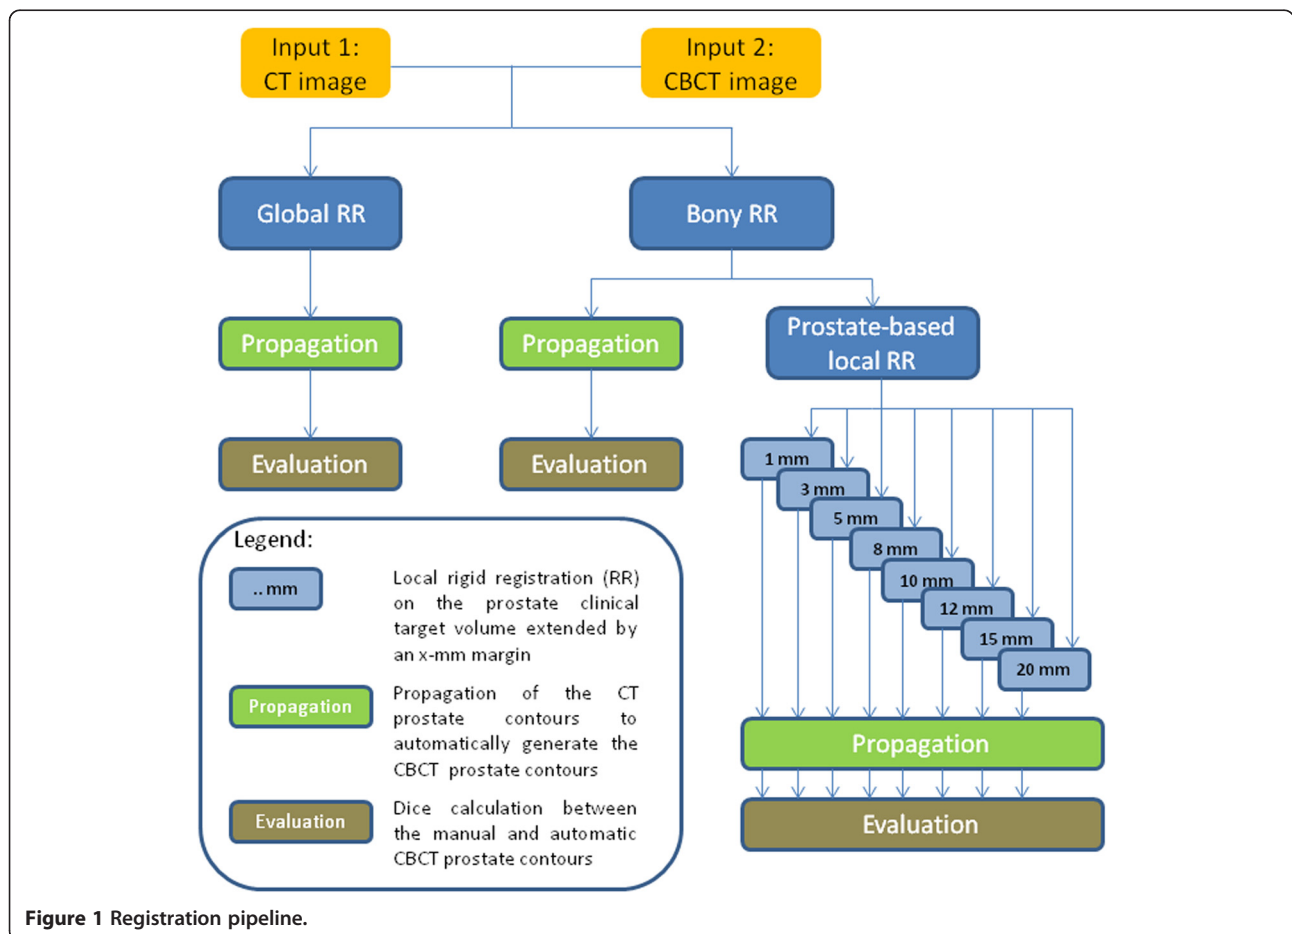 Input 1:
CT image
Input 2:
CBCT image
Global RR
Bony RR
Propagation
Propagation
Prostate-based
local RR
Evaluation
Evaluation
1 mm
3 mm
5 mm
8 mm
10 mm
12 mm
15 mm
20 mm
Propagation
Evaluation
Legend:
.. mm
Local rigid registration (RR)
on the prostate clinical
target volume extended by
an x-mm margin
Propagation
Propagation of the CT
prostate contours to
automatically generate the
CBCT prostate contours
Evaluation
Dice calculation between
the manual and automatic
CBCT prostate contours
Figure 1 Registration pipeline.